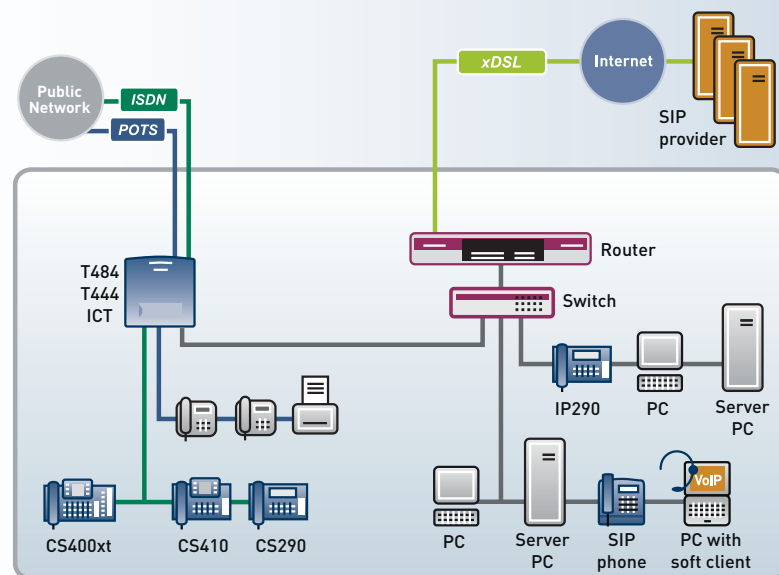 Public
Network
ISDN
POTS
xDSL
Internet
SIP
provider
T484
T444
ICT
Router
Switch
IP290
PC
Server
PC
CS400xt
CS410
CS290
PC
Server
PC
SIP
phone
VoIP
PC with
soft client